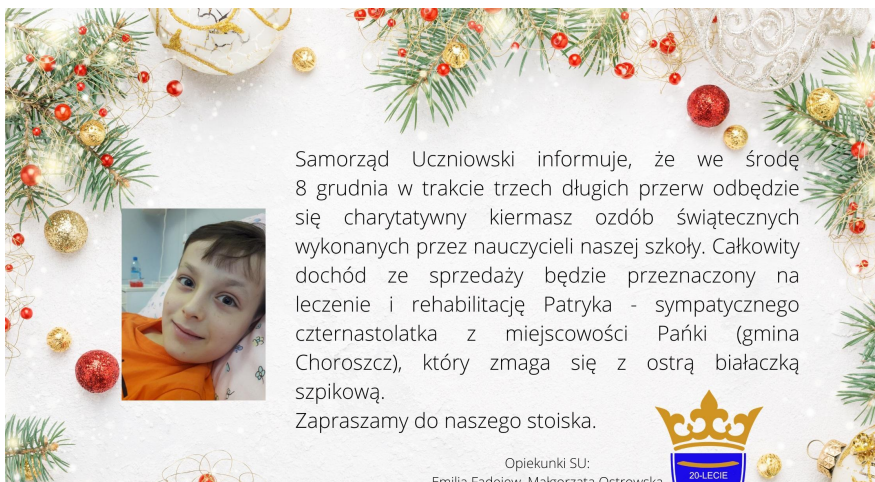 Samorząd Uczniowski informuje, że we środę
8 grudnia w trakcie trzech długich przerw odbędzie
się charytatywny kiermasz ozdób świątecznych
wykonanych przez nauczycieli naszej szkoły. Całkowity
dochód ze sprzedaży będzie przeznaczony na
leczenie i rehabilitację Patryka - sympatycznego
czternastolatka z miejscowości Pańki (gmina
Choroszcz), który zmaga się z ostrą białaczką
szpikową.
Zapraszamy do naszego stoiska.
Opiekunki SU:
Emilia Fadojew, Małgorzata Ostrowska
20-LECIE